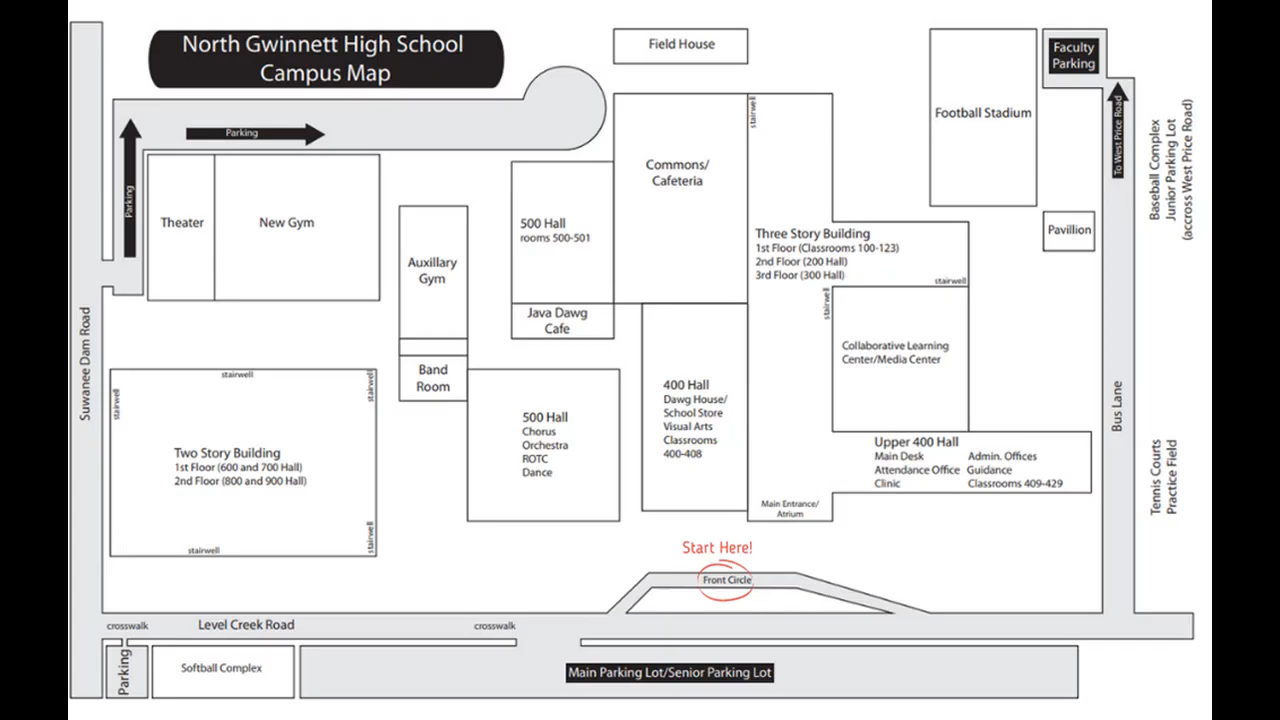 North Gwinnett High School
Campus Map
Field House
Faculty
Parking
Football Stadium
stairwell
To West Price Road
Baseball Complex
Junior Parking Lot
(accross West Price Road)
Parking
Parking
Commons/
Cafeteria
Theater
New Gym
500 Hall
rooms 500-501
Pavillion
Three Story Building
1st Floor (Classrooms 100-123)
2nd Floor (200 Hall)
3rd Floor (300 Hall)
stairwell
stairwell
Auxillary
Gym
Java Dawg
Cafe
Suwanee Dam Road
Collaborative Learning
Center/Media Center
Band
Room
stairwell
stairwell
stairwell
400 Hall
Dawg House/
School Store
Visual Arts
Classrooms
400-408
Bus Lane
500 Hall
Chorus
Orchestra
ROTC
Dance
Two Story Building
1st Floor (600 and 700 Hall)
2nd Floor (800 and 900 Hall)
Upper 400 Hall
Main Desk Admin. Offices
Attendance Office Guidance
Clinic Classrooms 409-429
Tennis Courts
Practice Field
Main Entrance/
Atrium
stairwell
stairwell
Start Here!
Front Circle
crosswalk
Level Creek Road
crosswalk
Parking
Softball Complex
Main Parking Lot/Senior Parking Lot